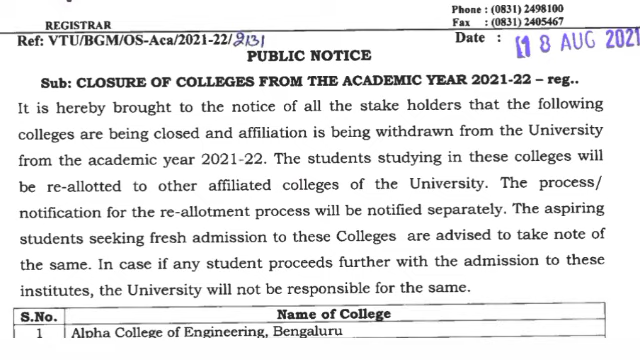 Phone : (0831) 2498100
REGISTRAR
Fax : (0831) 2405467
Ref: VTU/BGM/OS-Aca/2021-22/2131
Date : 18 AUG 2021
PUBLIC NOTICE
Sub: CLOSURE OF COLLEGES FROM THE ACADEMIC YEAR 2021-22 – reg..
It is hereby brought to the notice of all the stake holders that the following
colleges are being closed and affiliation is being withdrawn from the University
from the academic year 2021-22. The students studying in these colleges will
be re-allotted to other affiliated colleges of the University. The process/
notification for the re-allotment process will be notified separately. The aspiring
students seeking fresh admission to these Colleges are advised to take note of
the same. In case if any student proceeds further with the admission to these
institutes, the University will not be responsible for the same.
S.No. Name of College
1 Alpha College of Engineering, Bengaluru